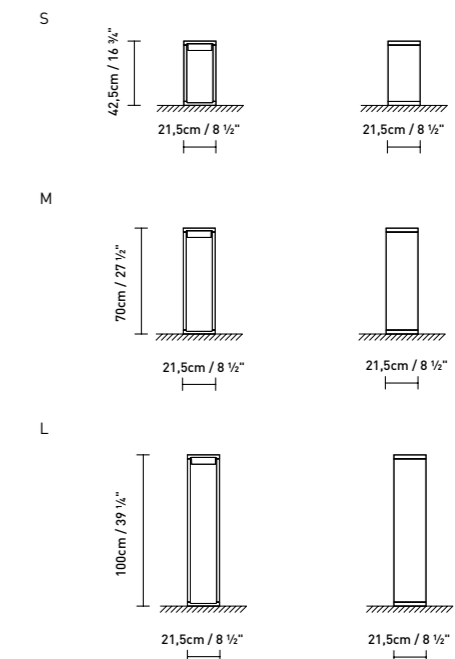 S
42,5cm / 16 ¾"
21,5cm / 8 ½"
21,5cm / 8 ½"
M
70cm / 27 ½"
21,5cm / 8 ½"
21,5cm / 8 ½"
L
100cm / 39 ¼"
21,5cm / 8 ½"
21,5cm / 8 ½"